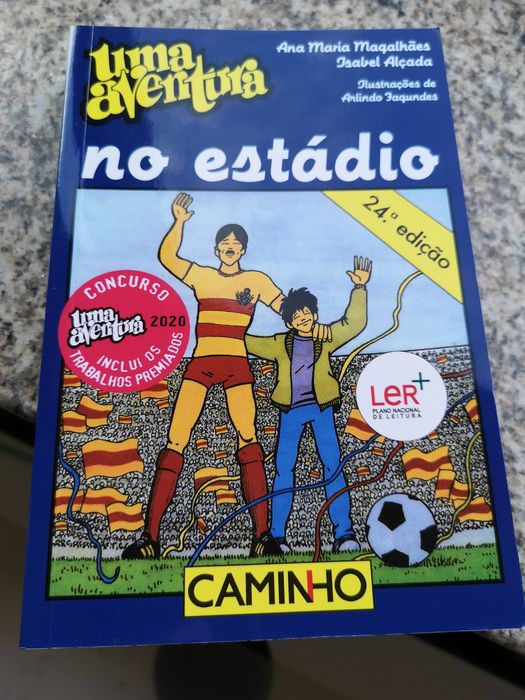 uma
aventura
Ana Maria Magalhães
Isabel Alçada
Ilustrações de
Arlindo Fagundes
no estádio
24.ª edição
CONCURSO
uma
aventura 2020
INCLUI OS
TRABALHOS PREMIADOS
LeR+
PLANO NACIONAL
DE LEITURA
CAMINHO